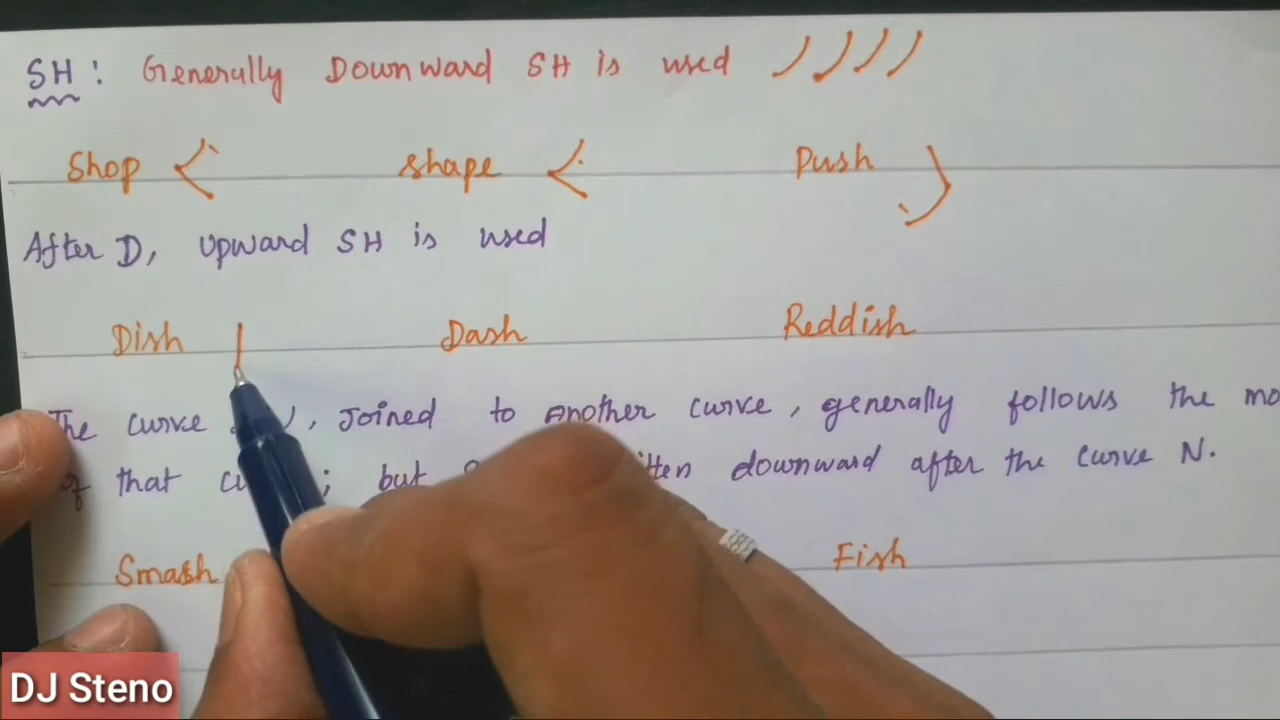 SH: Generally Downward SH is used
Shop Shape Push
After D, Upward SH is used
Dish Dash Reddish
The curve , Joined to Another curve, generally follows the mo
of that ; but downward after the curve N.
Smash Fish
DJ Steno